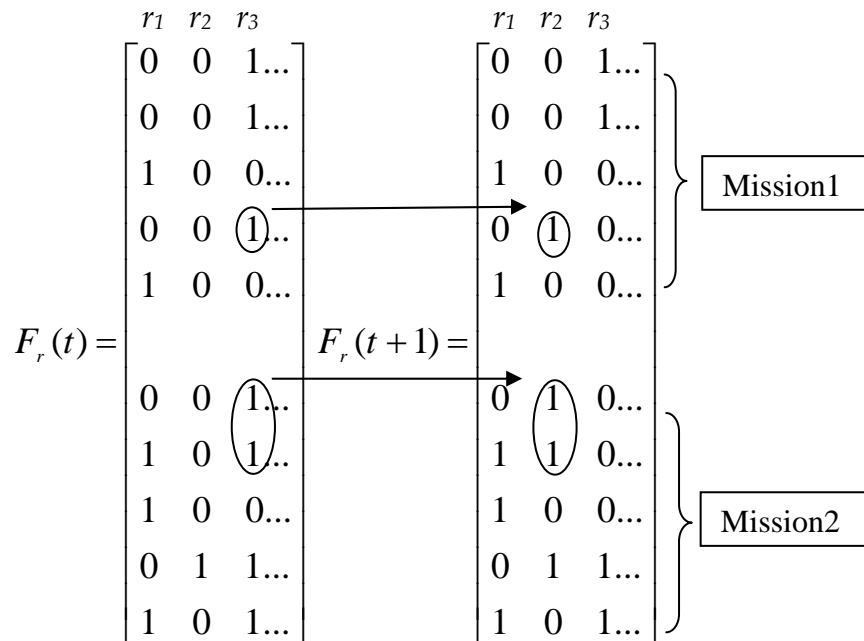 r1 r2 r3 r1 r2 r3
0 0 1... 0 0 1...
0 0 1... 0 0 1...
1 0 0... 1 0 0... Mission1
0 0 1... 0 1 0...
1 0 0... 1 0 0...
Fr(t)= Fr(t+1)=
0 0 1... 0 1 0...
1 0 1... 1 1 0...
1 0 0... 1 0 0... Mission2
0 1 1... 0 1 1...
1 0 1... 1 0 1...